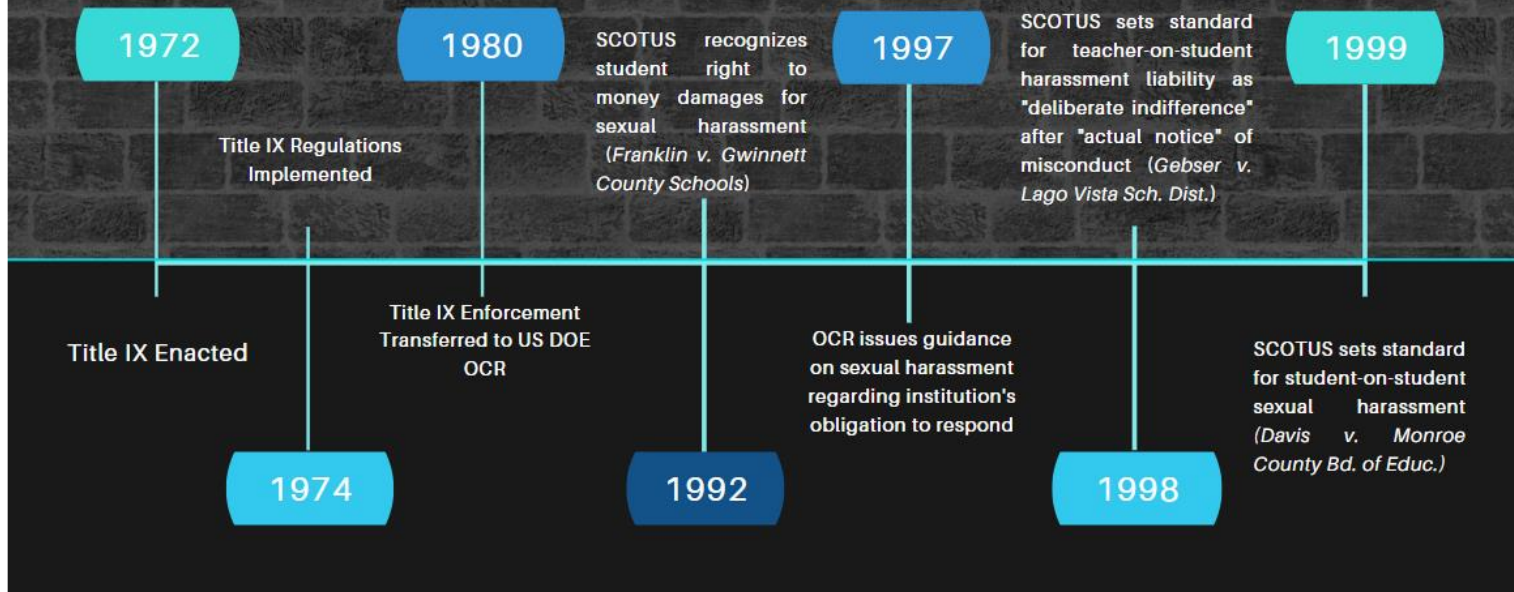 1972
Title IX Enacted
Title IX Regulations
Implemented
1974
1980
Title IX Enforcement
Transferred to US DOE
OCR
SCOTUS recognizes
student right to
money damages for
sexual harassment
(Franklin v. Gwinnett
County Schools)
1992
1997
OCR issues guidance
on sexual harassment
regarding institution's
obligation to respond
SCOTUS sets standard
for teacher-on-student
harassment liability as
"deliberate indifference"
after "actual notice" of
misconduct (Gebser v.
Lago Vista Sch. Dist.)
1998
1999
SCOTUS sets standard
for student-on-student
sexual harassment
(Davis v. Monroe
County Bd. of Educ.)